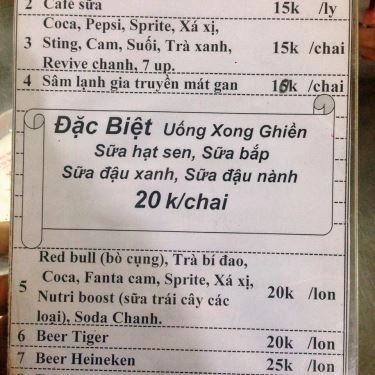 2 Café sữa 15k /ly
Coca, Pepsi, Sprite, Xá xị,
3 Sting, Cam, Suối, Trà xanh, 15k /chai
Revive chanh, 7 up.
4 Sâm lạnh gia truyền mát gan 15k /chai
Đặc Biệt Uống Xong Ghiền
Sữa hạt sen, Sữa bắp
Sữa đậu xanh, Sữa đậu nành
20 k/chai
Red bull (bò cụng), Trà bí đao,
Coca, Fanta cam, Sprite, Xá xị,
5 Nutri boost (sữa trái cây các 20k /lon
loại), Soda Chanh.
6 Beer Tiger 20k /lon
7 Beer Heineken 25k /lon